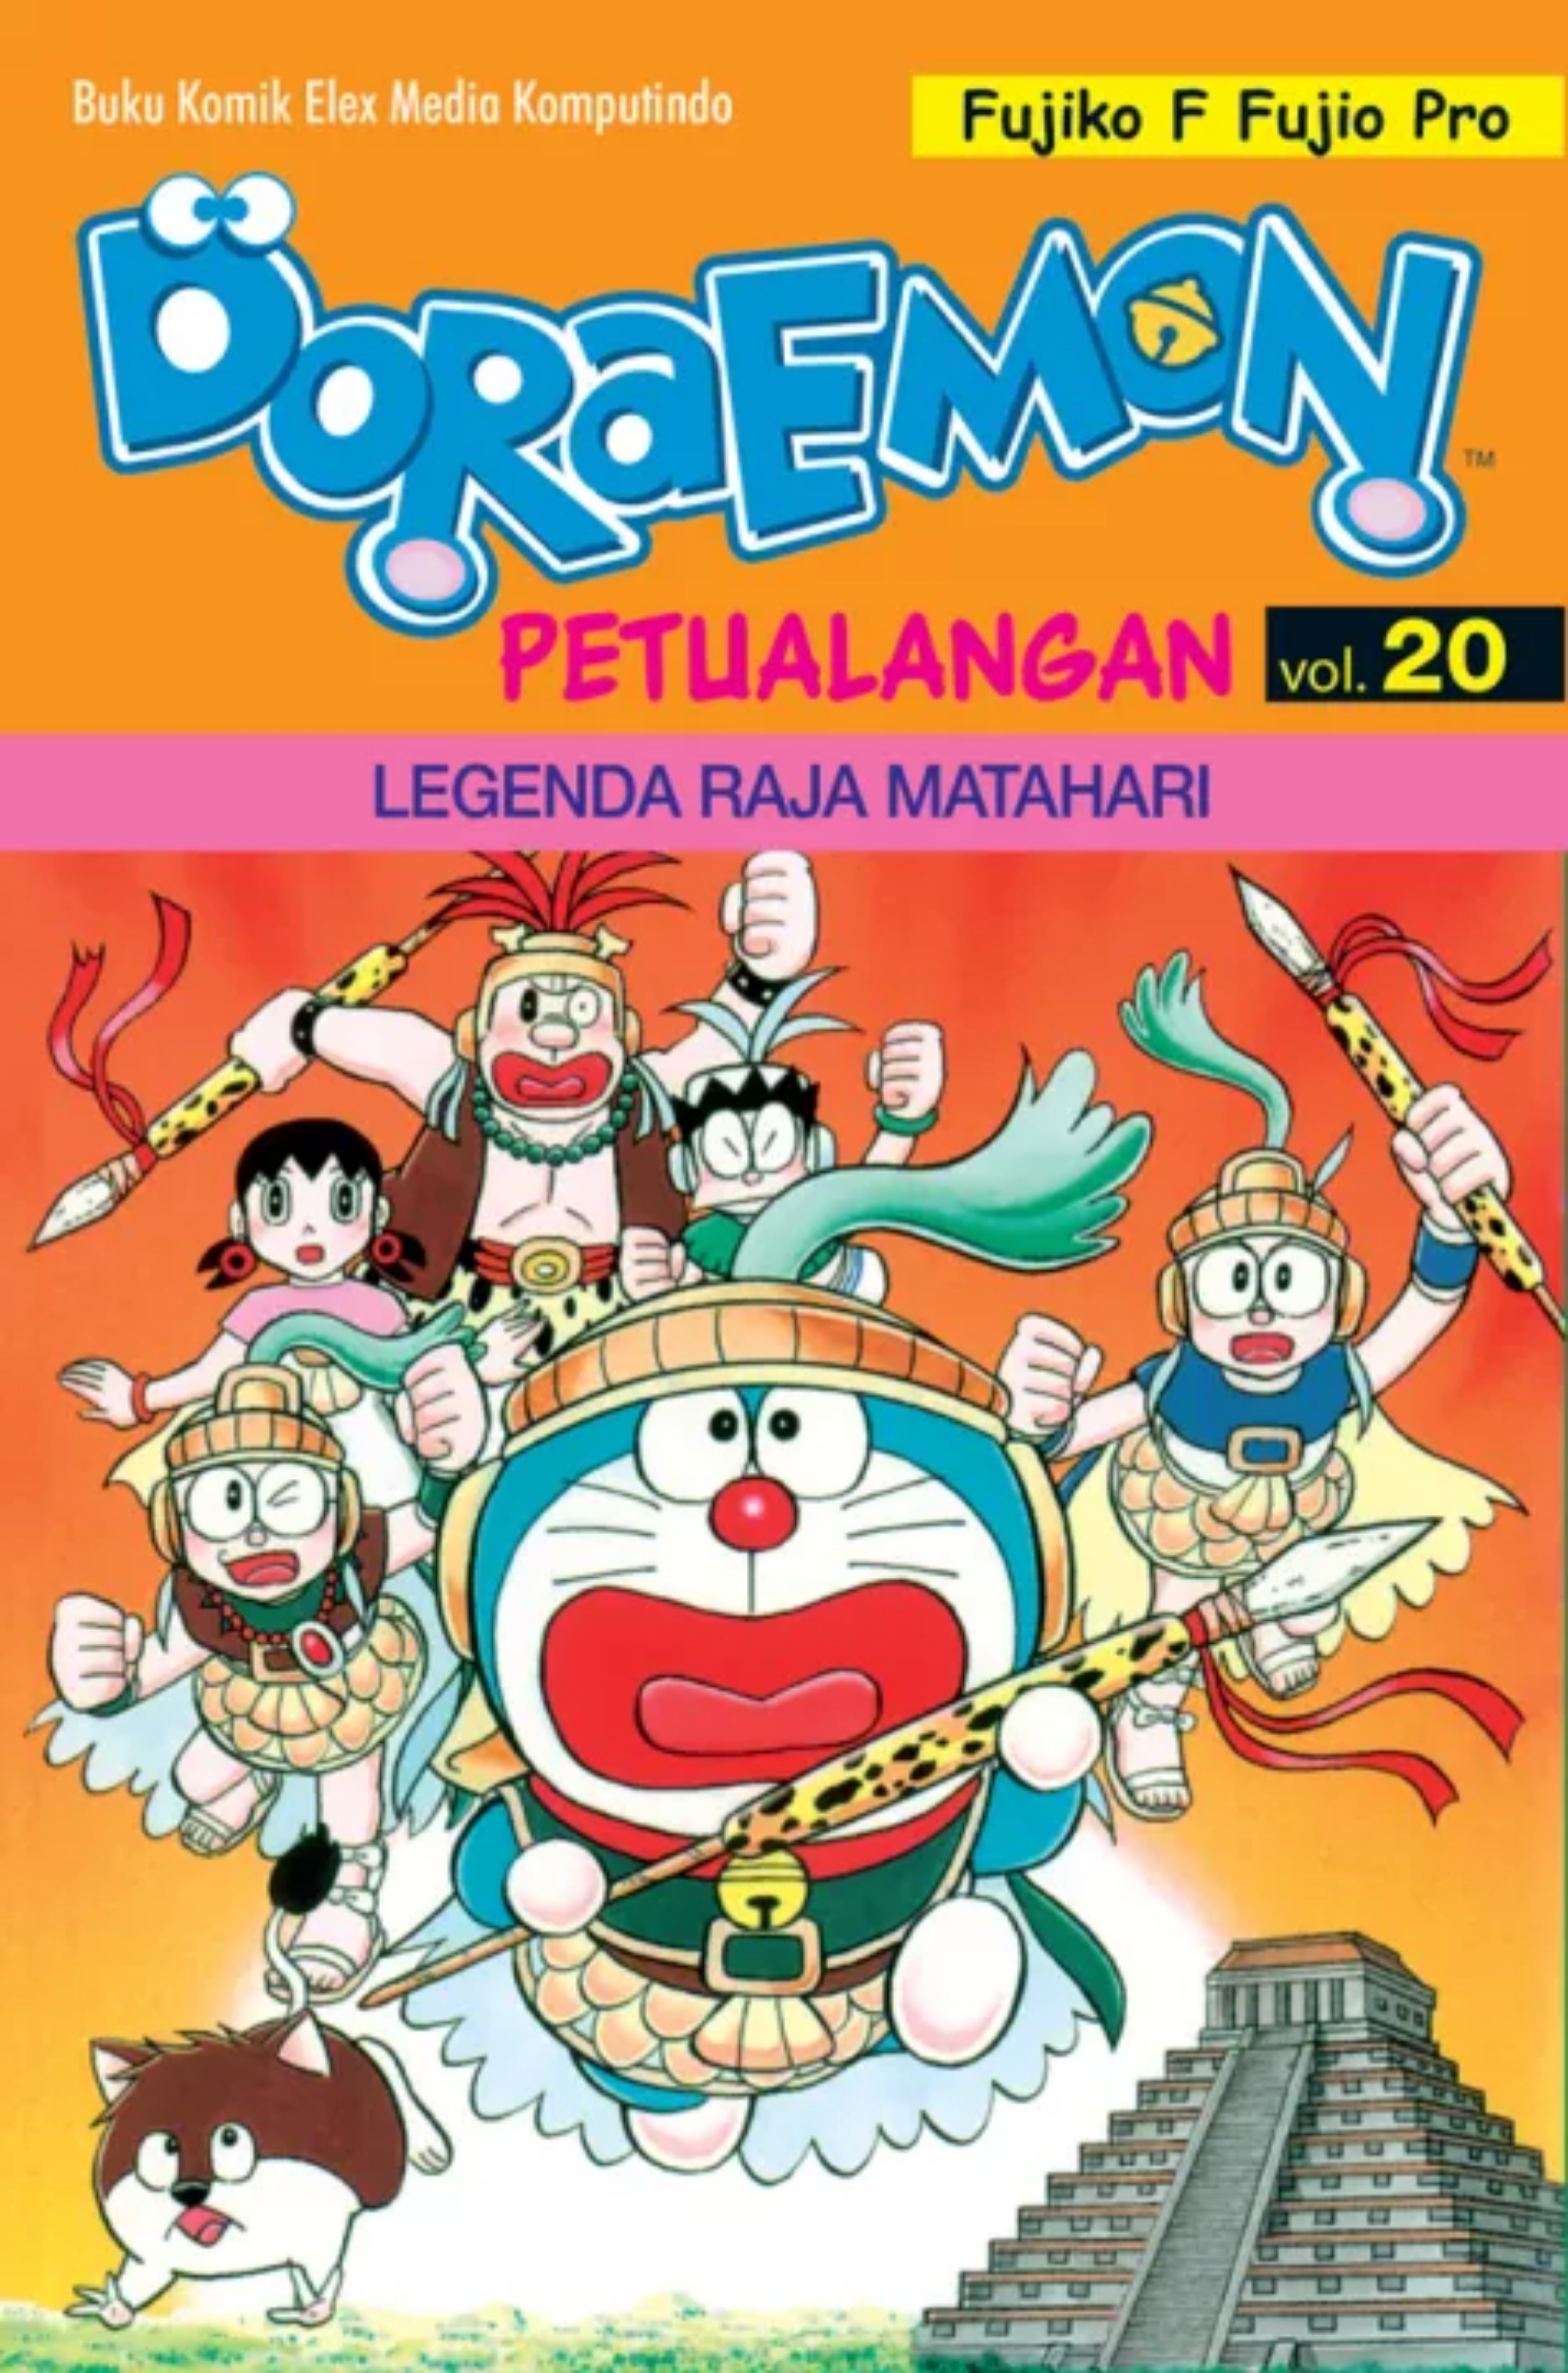 Buku Komik Elex Media Komputindo
Fujiko F Fujio Pro
DORaEMON
TM
PETUALANGAN
vol. 20
LEGENDA RAJA MATAHARI